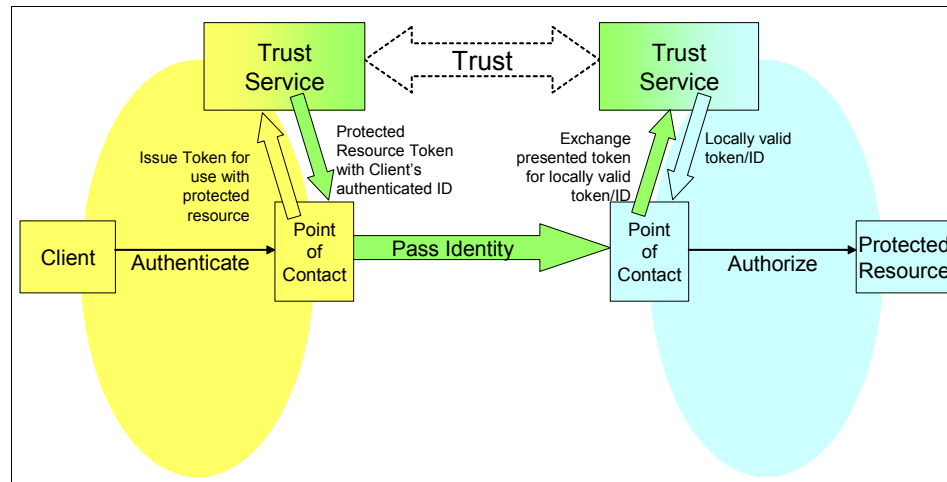 Trust
Service
Trust
Trust
Service
Issue Token for
use with
protected
resource
Protected
Resource Token
with Client's
authenticated ID
Exchange
presented token
for locally valid
token/ID
Locally valid
token/ID
Client
Authenticate
Point
of
Contact
Pass Identity
Point
of
Contact
Authorize
Protected
Resource